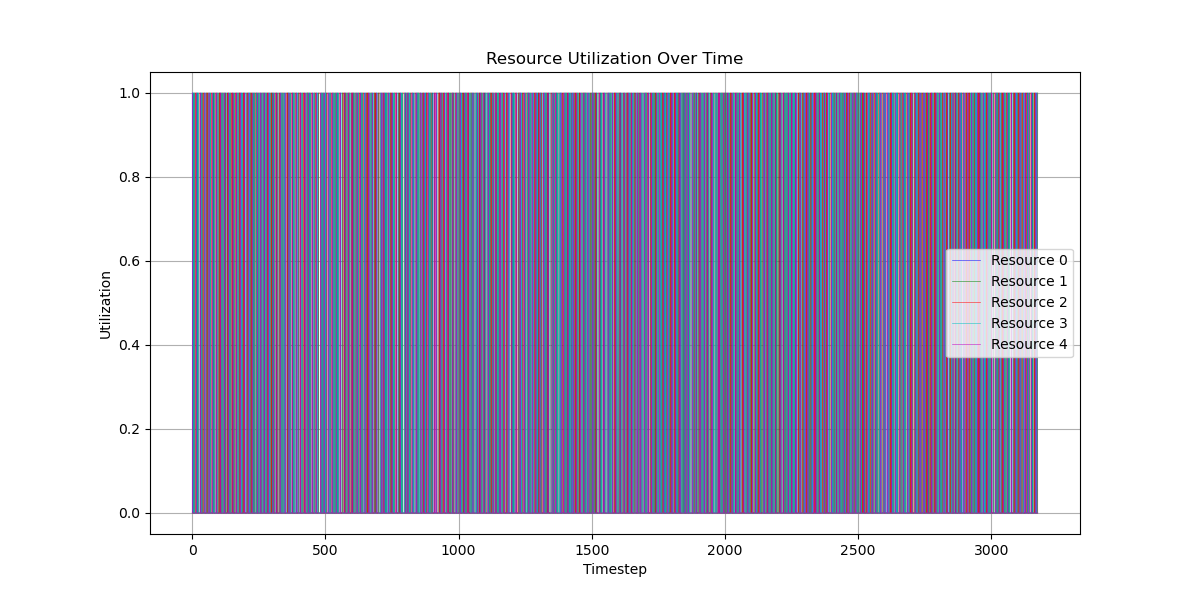 Resource Utilization Over Time
Utilization
1.0
0.8
0.6
0.4
0.2
0.0
Resource 0
Resource 1
Resource 2
Resource 3
Resource 4
0 500 1000 1500 2000 2500 3000
Timestep